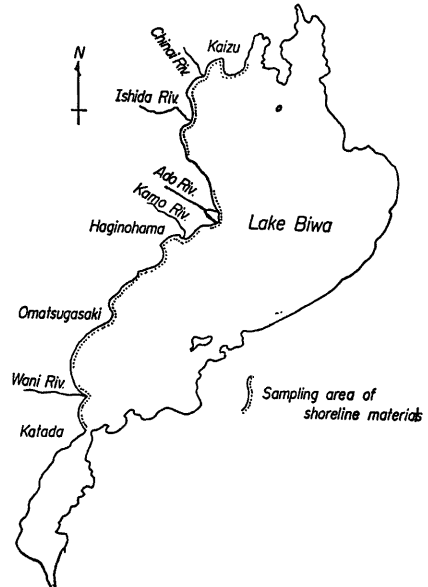 N
Chinai Riv.
Kaizu
Ishida Riv.
Ado Riv.
Kamo Riv.
Haginohama
Lake Biwa
Omatsugasaki
Wani Riv.
Sampling area of
shoreline materials
Katada